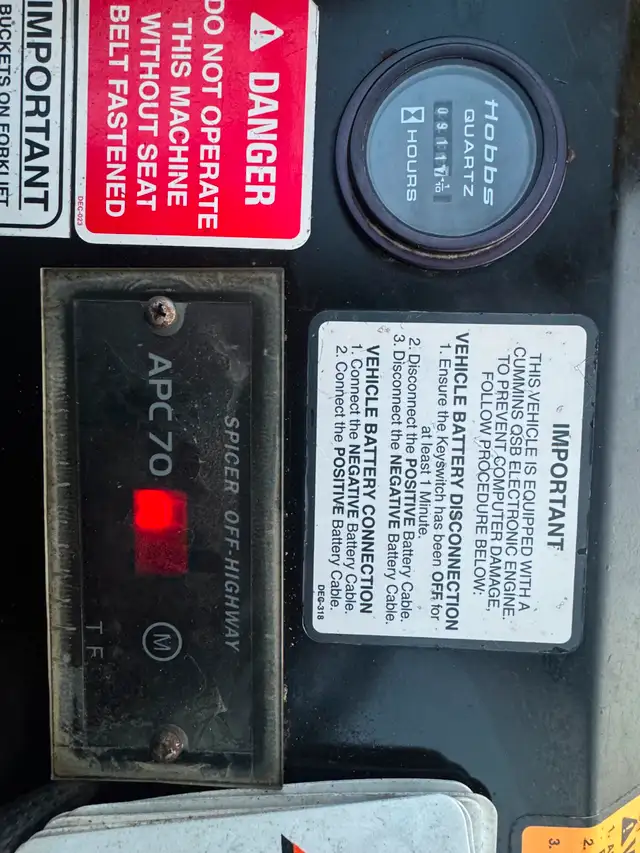 Hobbs
QUARTZ
HOURS
DANGER
DO NOT OPERATE
THIS MACHINE
WITHOUT SEAT
BELT FASTENED
DEC-023
IMPORTANT
BUCKETS ON FORKLIFT
IMPORTANT
THIS VEHICLE IS EQUIPPED WITH A
CUMMINS QSB ELECTRONIC ENGINE.
TO PREVENT COMPUTER DAMAGE,
FOLLOW PROCEDURE BELOW:
VEHICLE BATTERY DISCONNECTION
1. Ensure the Keyswitch has been OFF, for
at least 1 Minute.
2. Disconnect the POSITIVE Battery Cable.
3. Disconnect the NEGATIVE Battery Cable.
VEHICLE BATTERY CONNECTION
1. Connect the NEGATIVE Battery Cable.
2. Connect the POSITIVE Battery Cable.
DEC-318
SPICER OFF-HIGHWAY
APC70
M
T F
1.
2.
3.